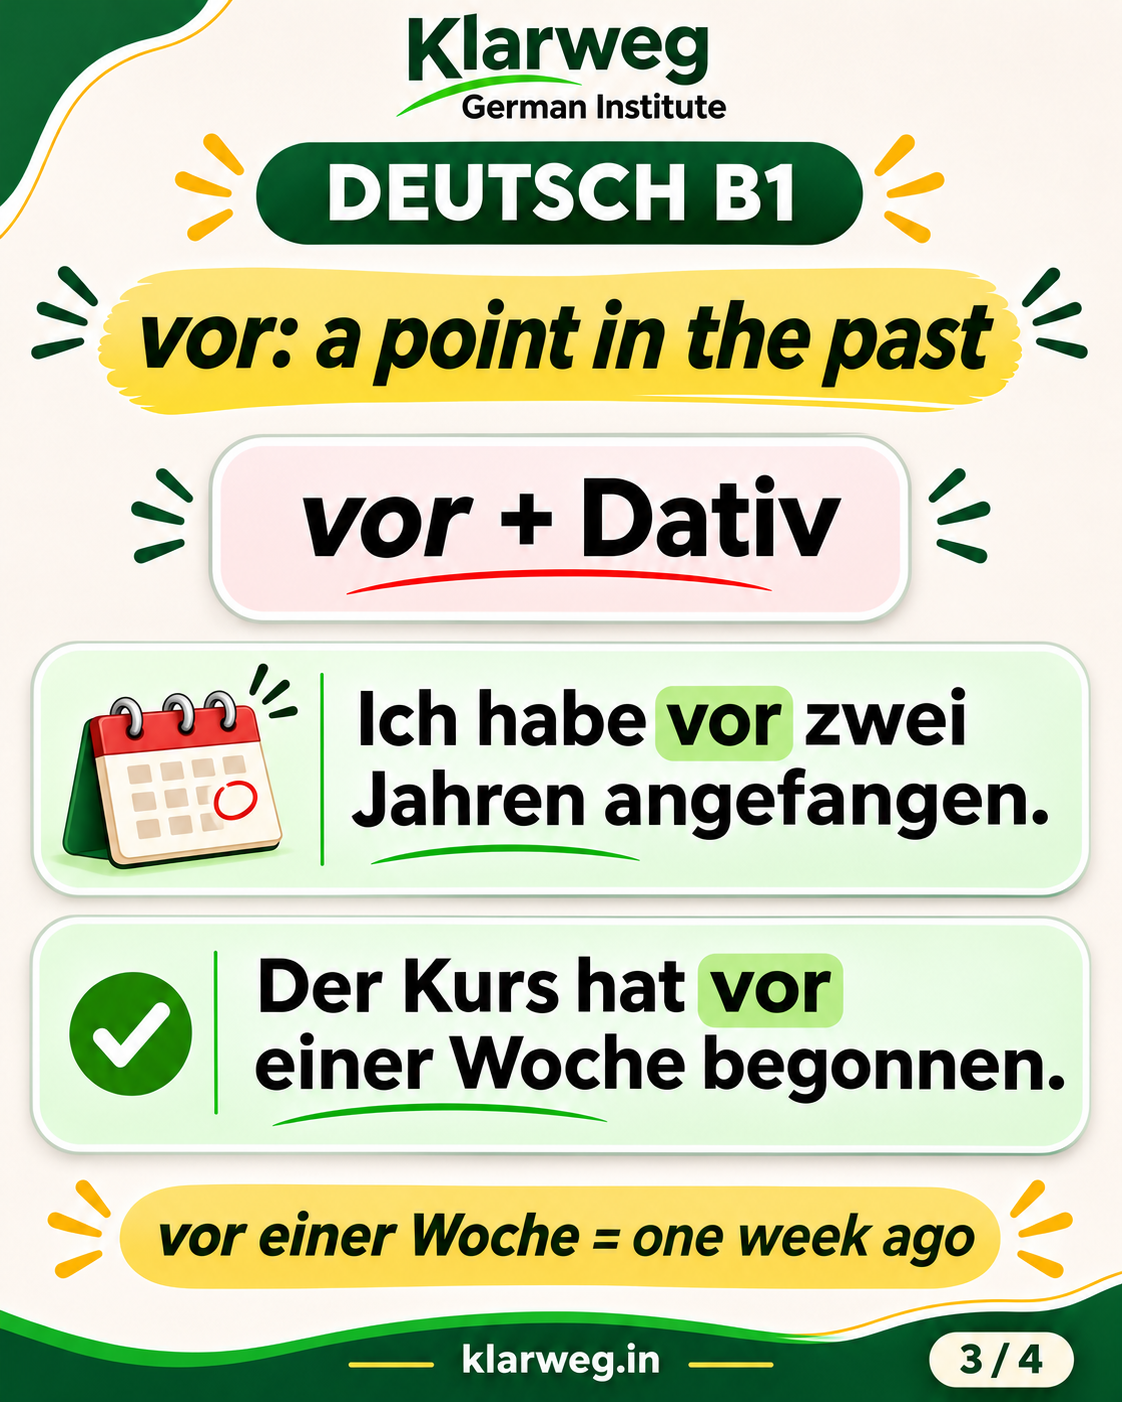 Klarweg
German Institute
DEUTSCH B1
vor: a point in the past
vor + Dativ
Ich habe vor zwei
Jahren angefangen.
Der Kurs hat vor
einer Woche begonnen.
vor einer Woche = one week ago
klarweg.in
3 / 4